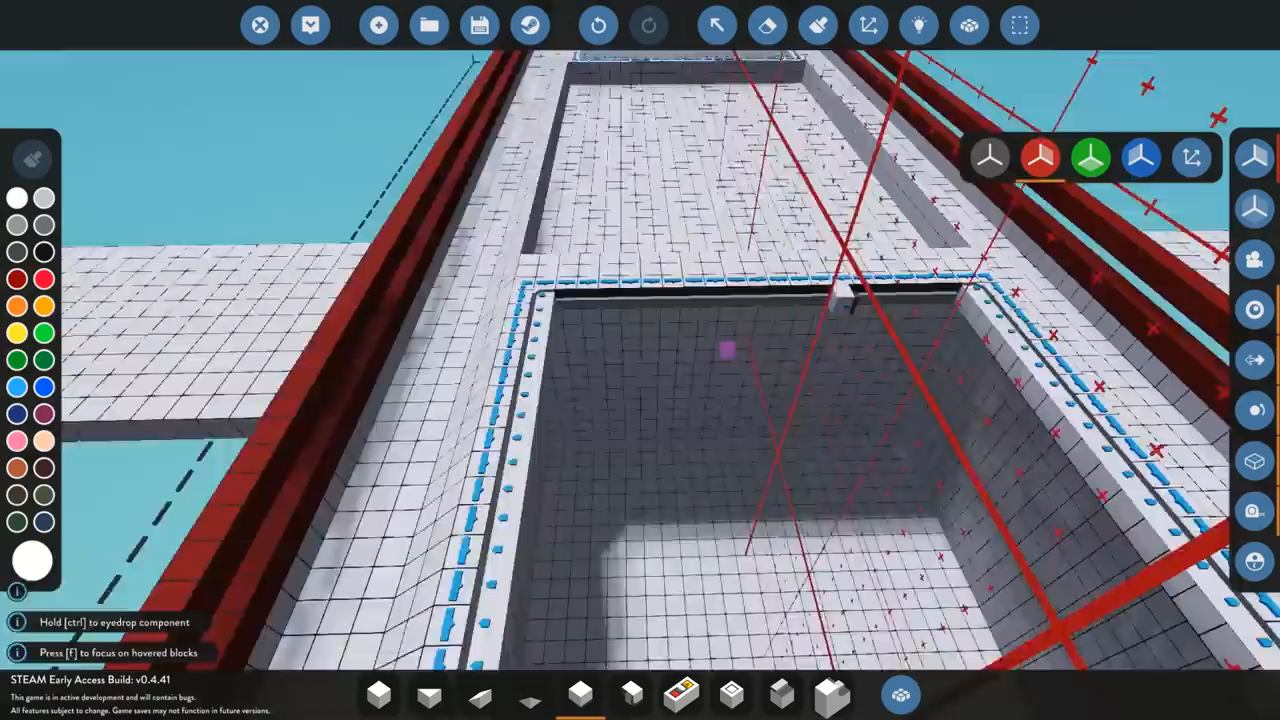 Hold [ctrl] to eyedrop component
Press [f] to focus on hovered blocks
STEAM Early Access Build: v0.4.41
This game is in active development and will contain bugs.
All features subject to change. Game saves may not function in future versions.